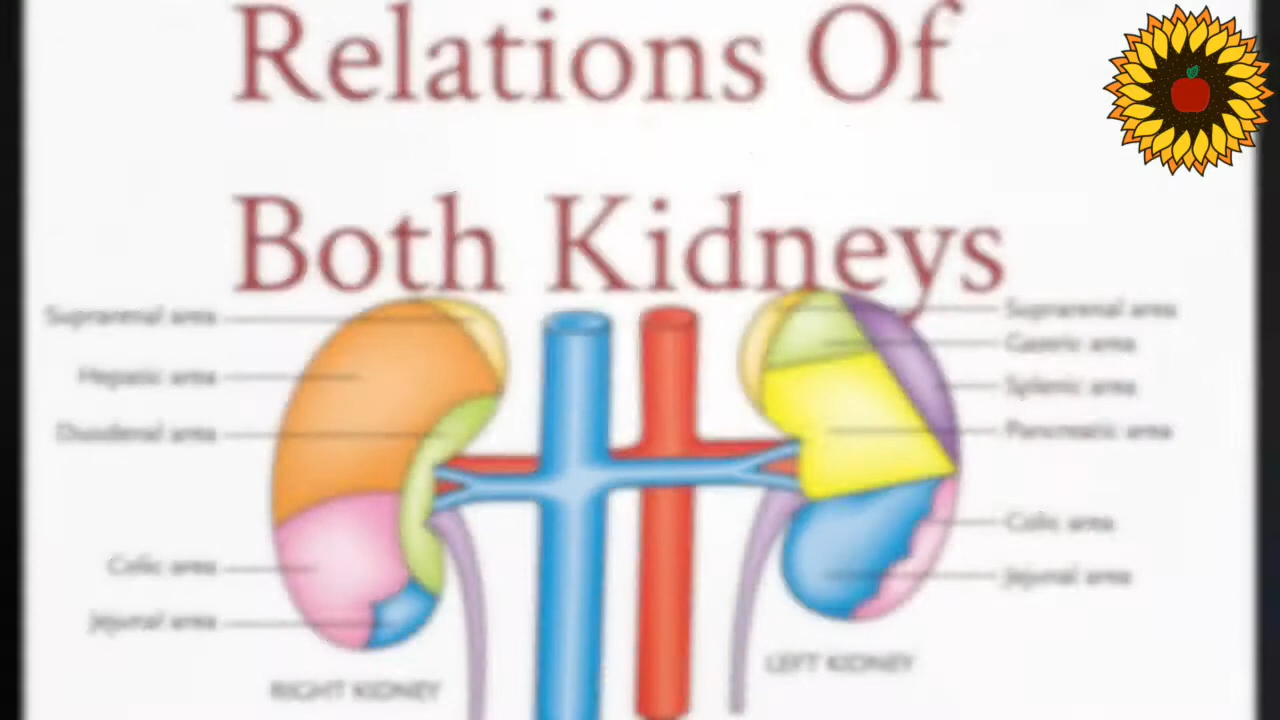 Relations Of
Both Kidneys
Suprarenal area
Hepatic area
Duodenal area
Colic area
Jejunal area
RIGHT KIDNEY
Suprarenal area
Gastric area
Splenic area
Pancreatic area
Colic area
Jejunal area
LEFT KIDNEY